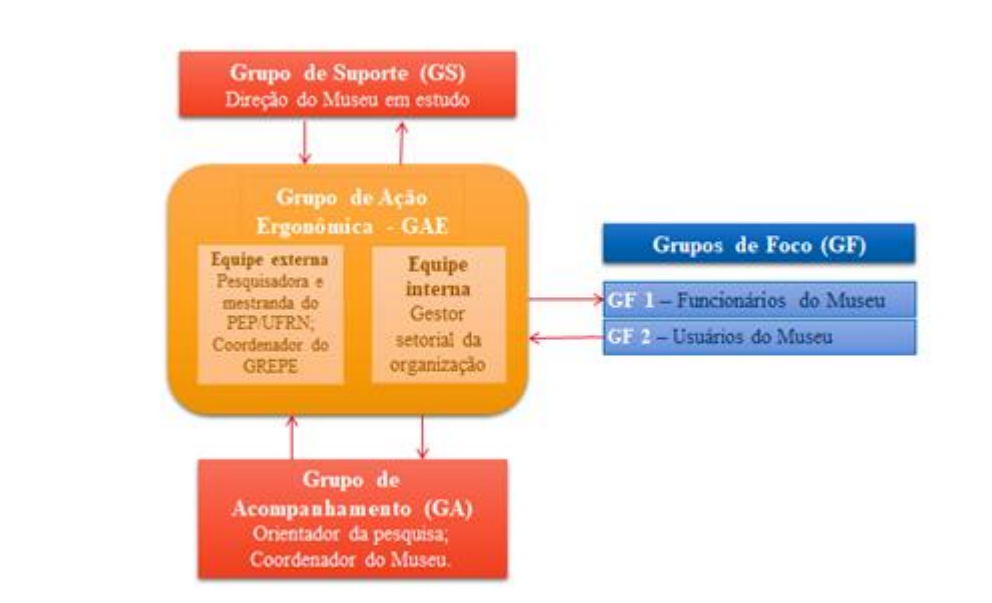 Grupo de Suporte (GS)
Direção do Museu em estudo
Grupo de Ação
Ergonômica - GAE
Equipe externa
Pesquisadora e
mestranda do
PEP/UFRN;
Coordenador do
GREPE
Equipe
interna
Gestor
setorial da
organização
Grupos de Foco (GF)
GF 1 – Funcionários do Museu
GF 2 – Usuários do Museu
Grupo de
Acompanhamento (GA)
Orientador da pesquisa;
Coordenador do Museu.